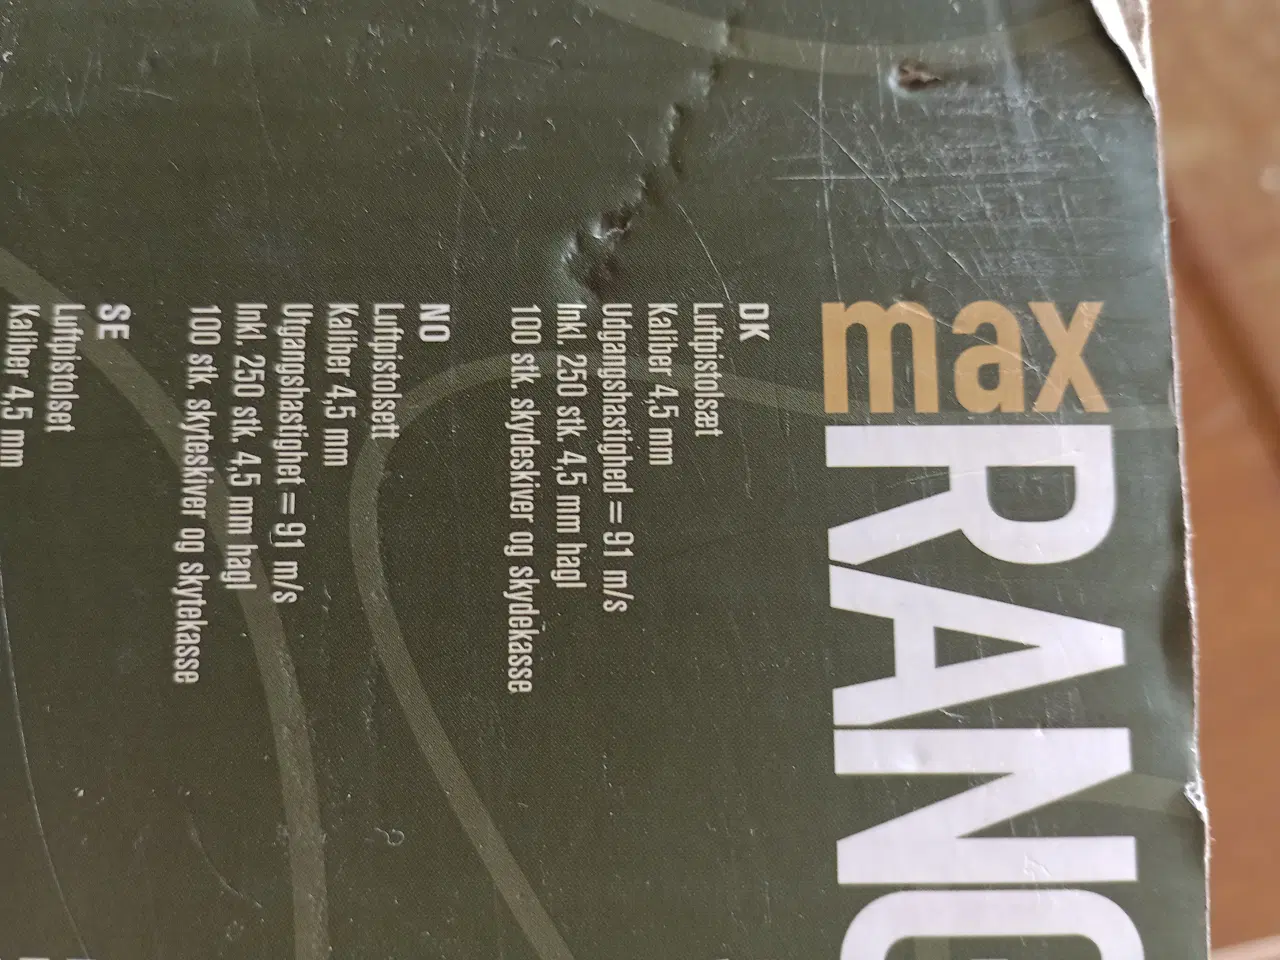 max
RANG
DK
Luftpistolsæt
Kaliber 4,5 mm
Udgangshastighed = 91 m/s
Inkl. 250 stk. 4,5 mm hagl
100 stk. skydeskiver og skydekasse
NO
Luftpistolsett
Kaliber 4,5 mm
Utgangshastighet = 91 m/s
Inkl. 250 stk. 4,5 mm hagl
100 stk. skyteskiver og skytekasse
SE
Luftpistolset
Kaliber 4,5 mm